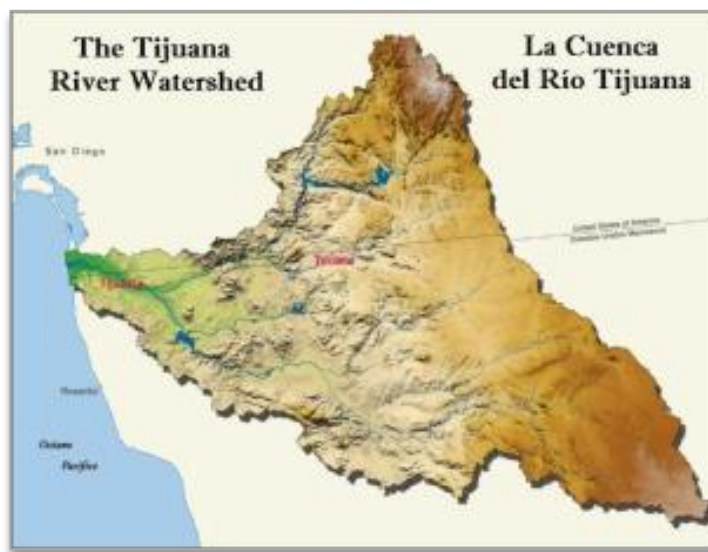 The Tijuana
River Watershed
La Cuenca
del Río Tijuana
San Diego
United States of America
Estados Unidos Mexicanos
Tijuana
Rosarito
Océano
Pacífico